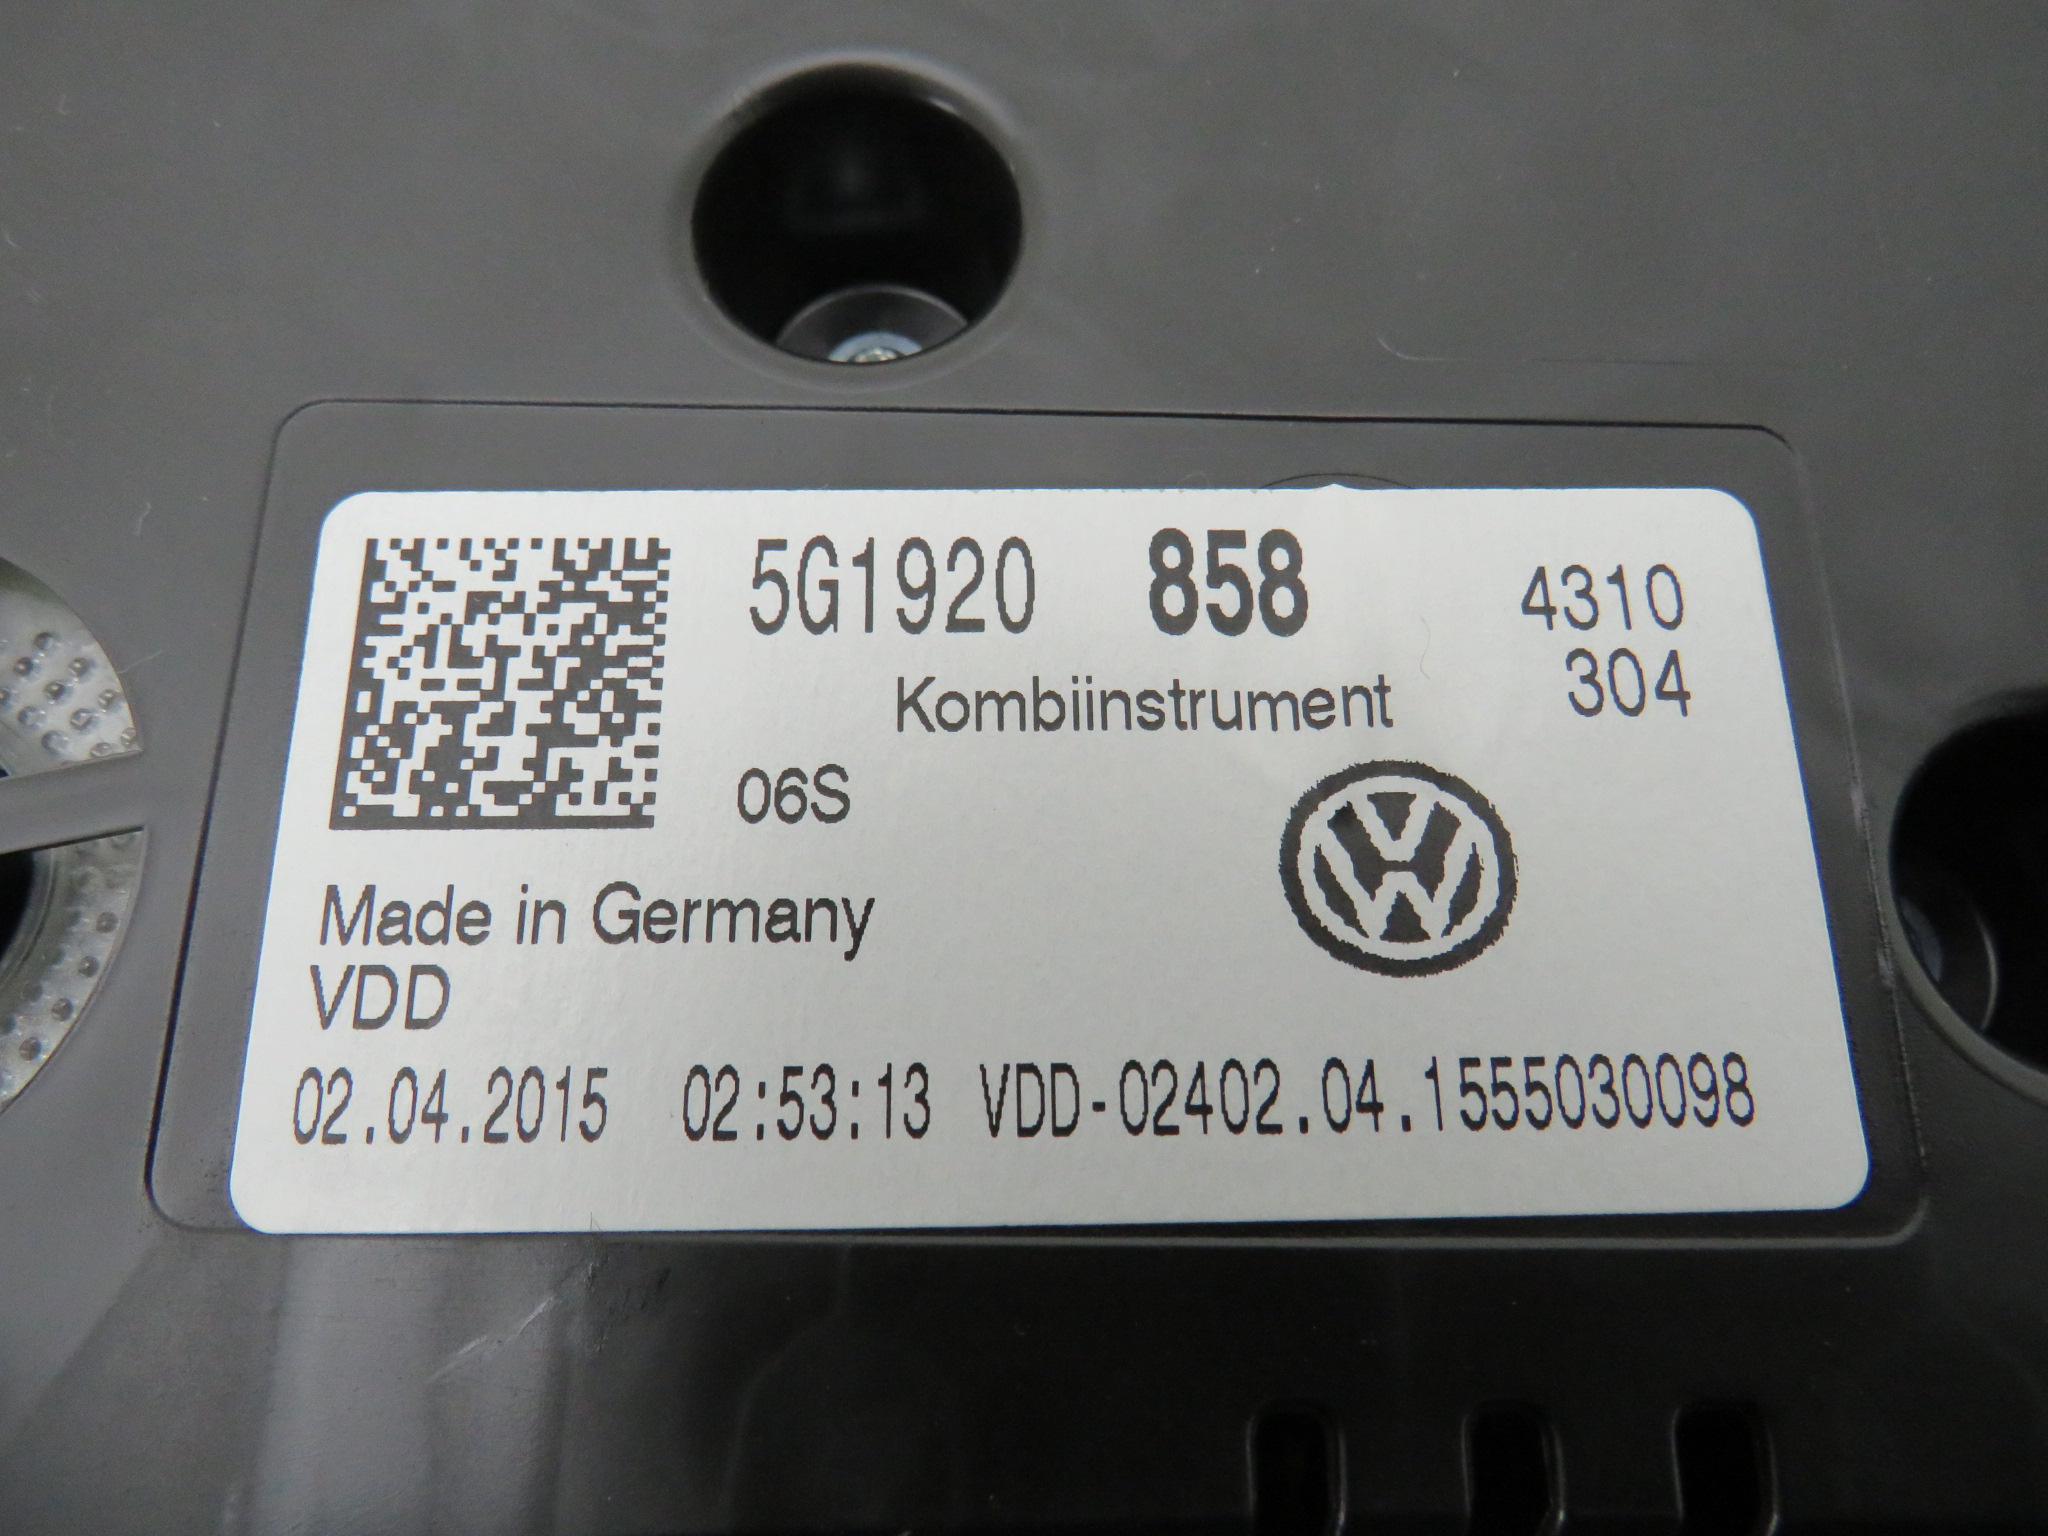 5G1920 858 4310
304
Kombiinstrument
06S
Made in Germany
VDD
02.04.2015 02:53:13 VDD-02402.04.1555030098